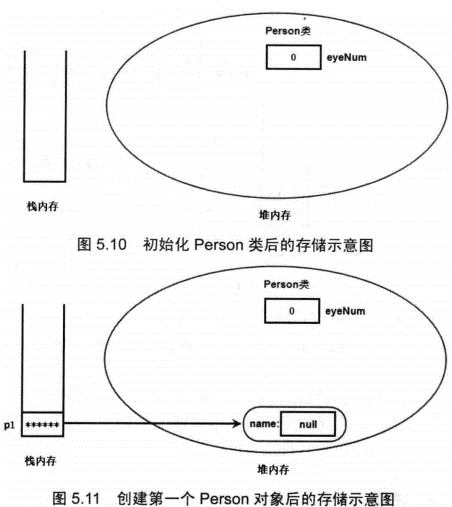 Person类
0 eyeNum
栈内存
堆内存
图 5.10 初始化 Person 类后的存储示意图
Person类
0 eyeNum
p1 ****** name: null
栈内存
堆内存
图 5.11 创建第一个 Person 对象后的存储示意图